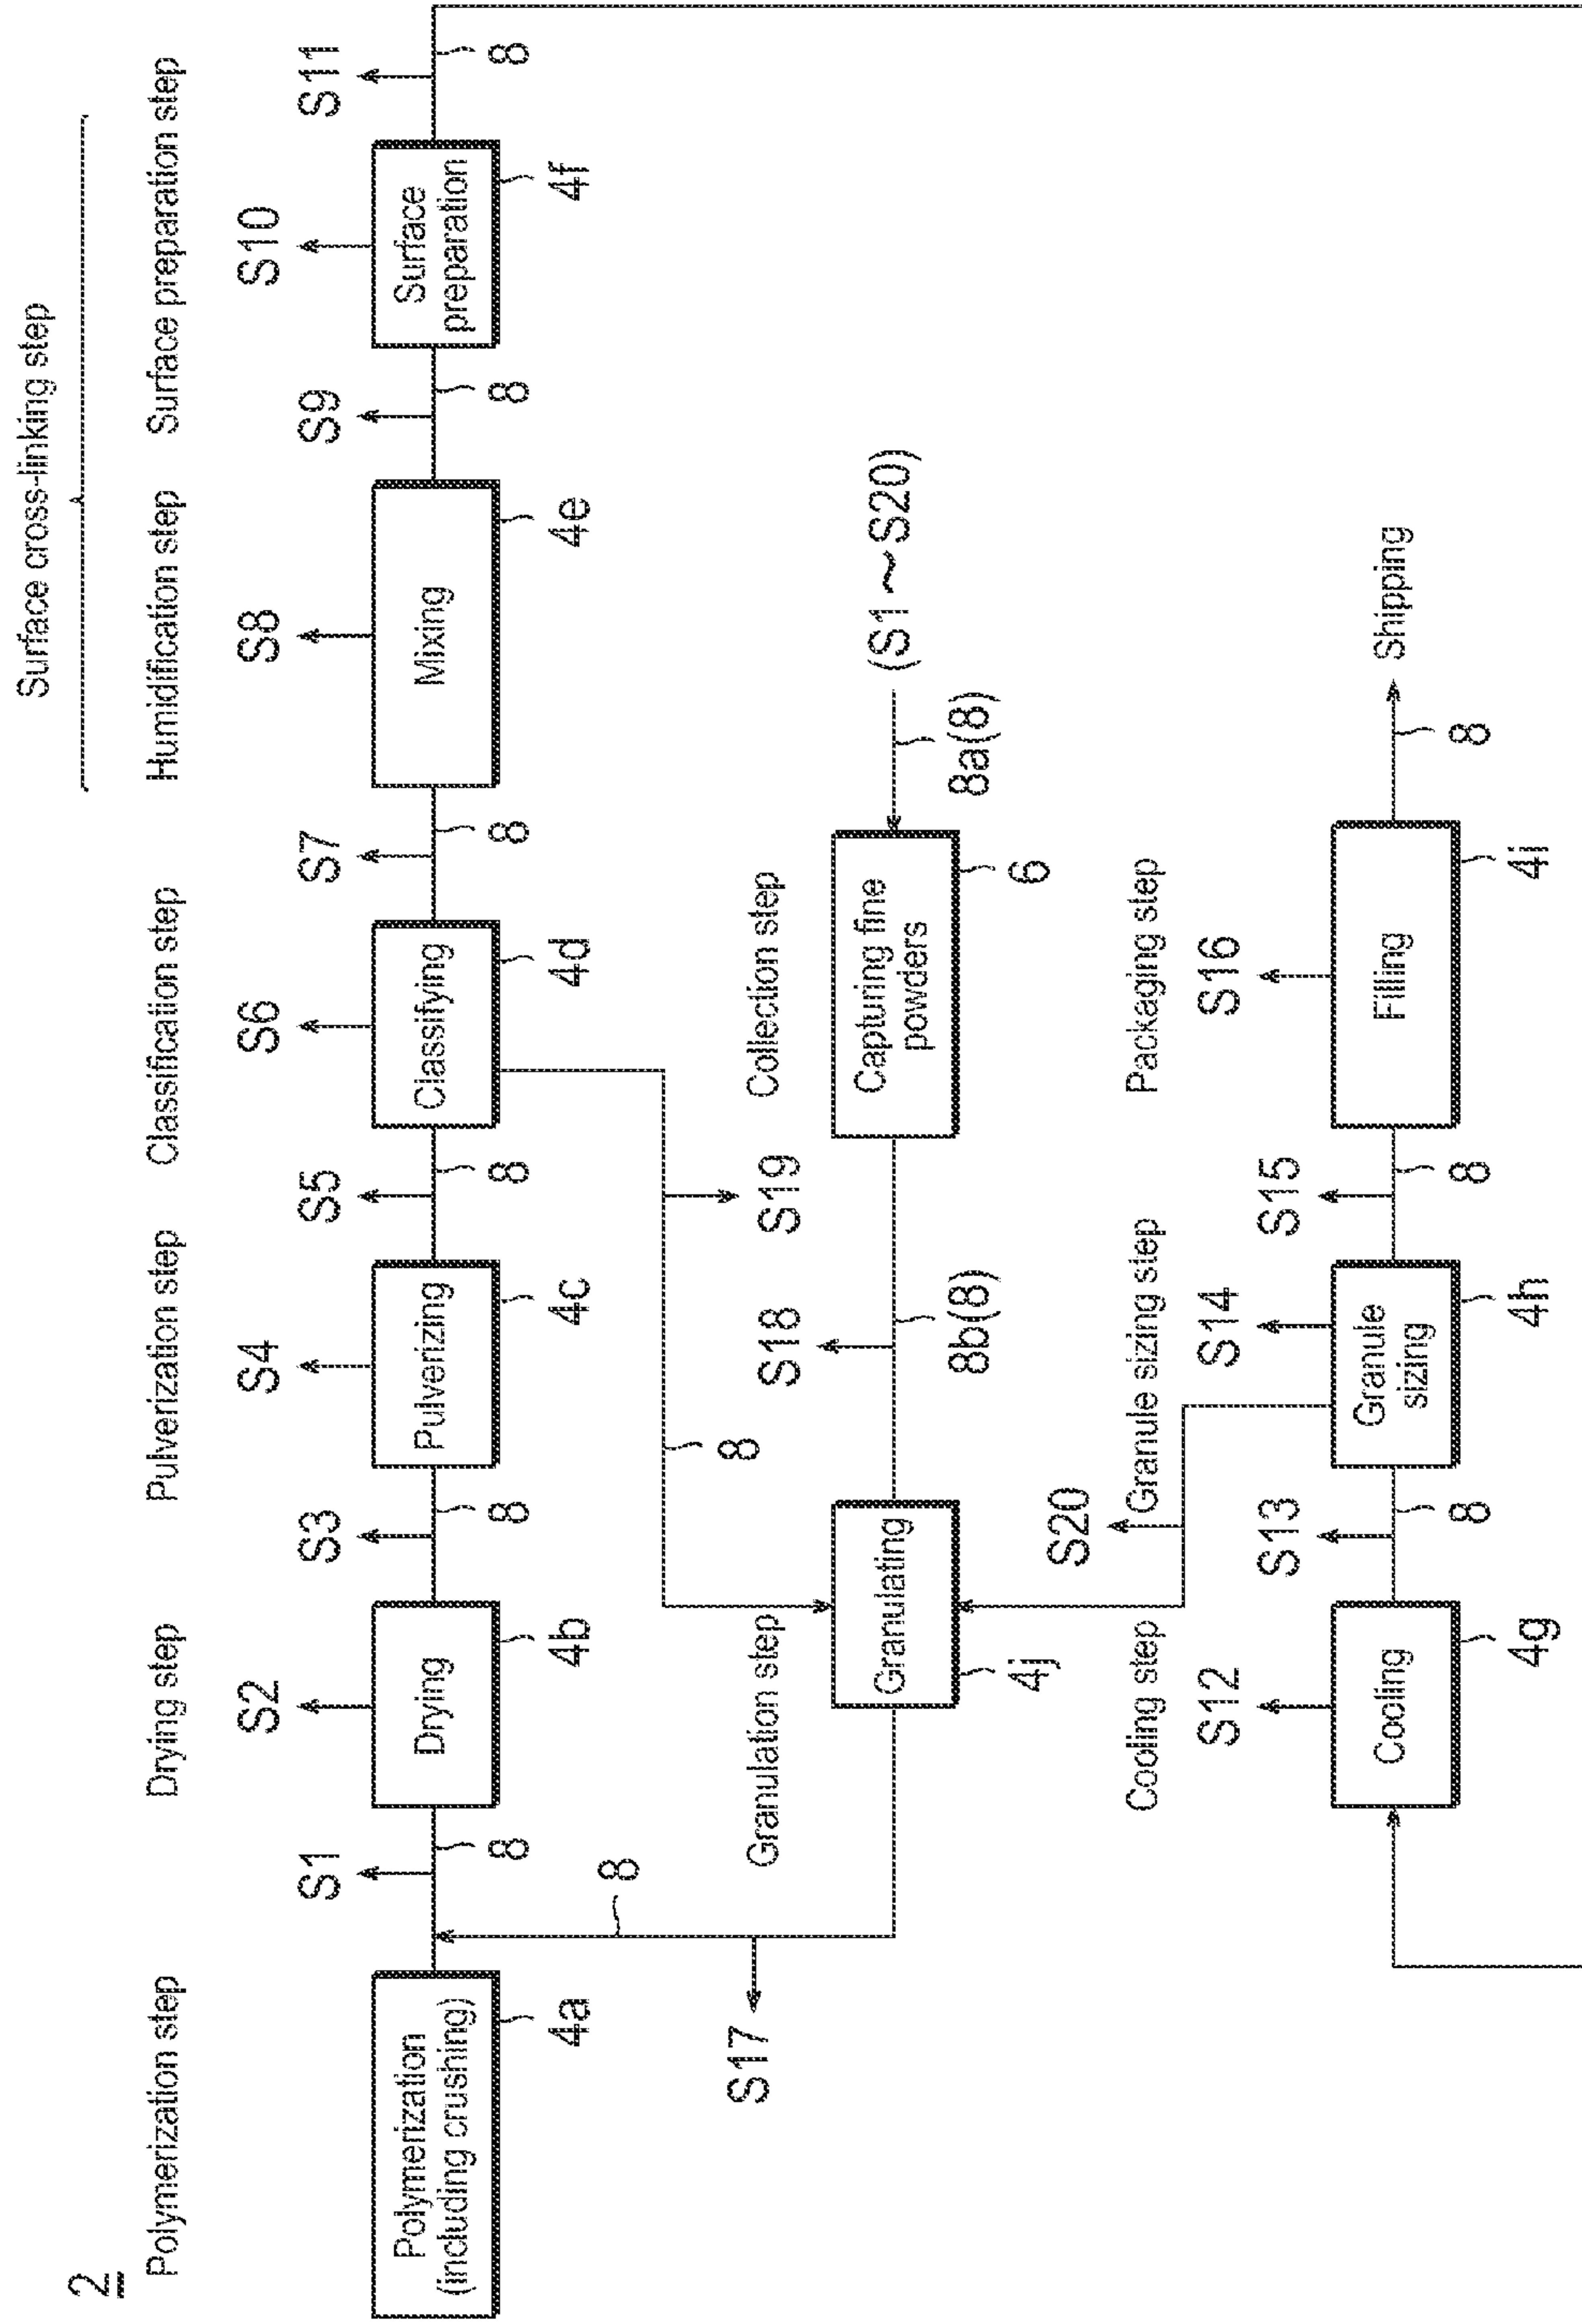 2
Surface cross-linking step
Polymerization step
Drying step
Pulverization step
Classification step
Humidification step
Surface preparation step
S2
S4
S6
S8
S10
S1
S3
S5
S7
S9
S11
Polymerization
(including crushing)
Drying
Pulverizing
Classifying
Mixing
Surface
preparation
8
8
8
8
8
8
4a
4b
4c
4d
4e
4f
8
8
S17
Granulation step
S18
S19
Collection step
Granulating
Capturing fine
powders
(S1~S20)
4j
8b(8)
6
8a(8)
S20
Cooling step
Granule sizing step
Packaging step
S12
S14
S16
S13
S15
Cooling
Granule
sizing
Filling
Shipping
8
8
8
4g
4h
4i